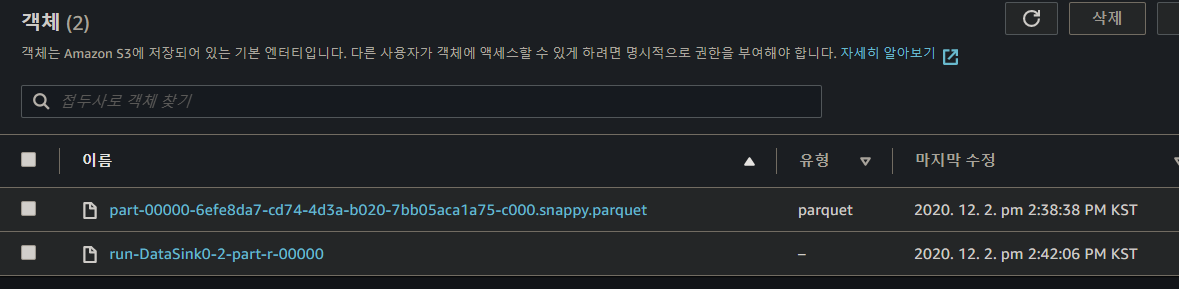 객체 (2)
삭제
객체는 Amazon S3에 저장되어 있는 기본 엔터티입니다. 다른 사용자가 객체에 액세스할 수 있게 하려면 명시적으로 권한을 부여해야 합니다. 자세히 알아보기
접두사로 객체 찾기
이름 유형 마지막 수정
part-00000-6efe8da7-cd74-4d3a-b020-7bb05aca1a75-c000.snappy.parquet parquet 2020. 12. 2. pm 2:38:38 PM KST
run-DataSink0-2-part-r-00000 – 2020. 12. 2. pm 2:42:06 PM KST